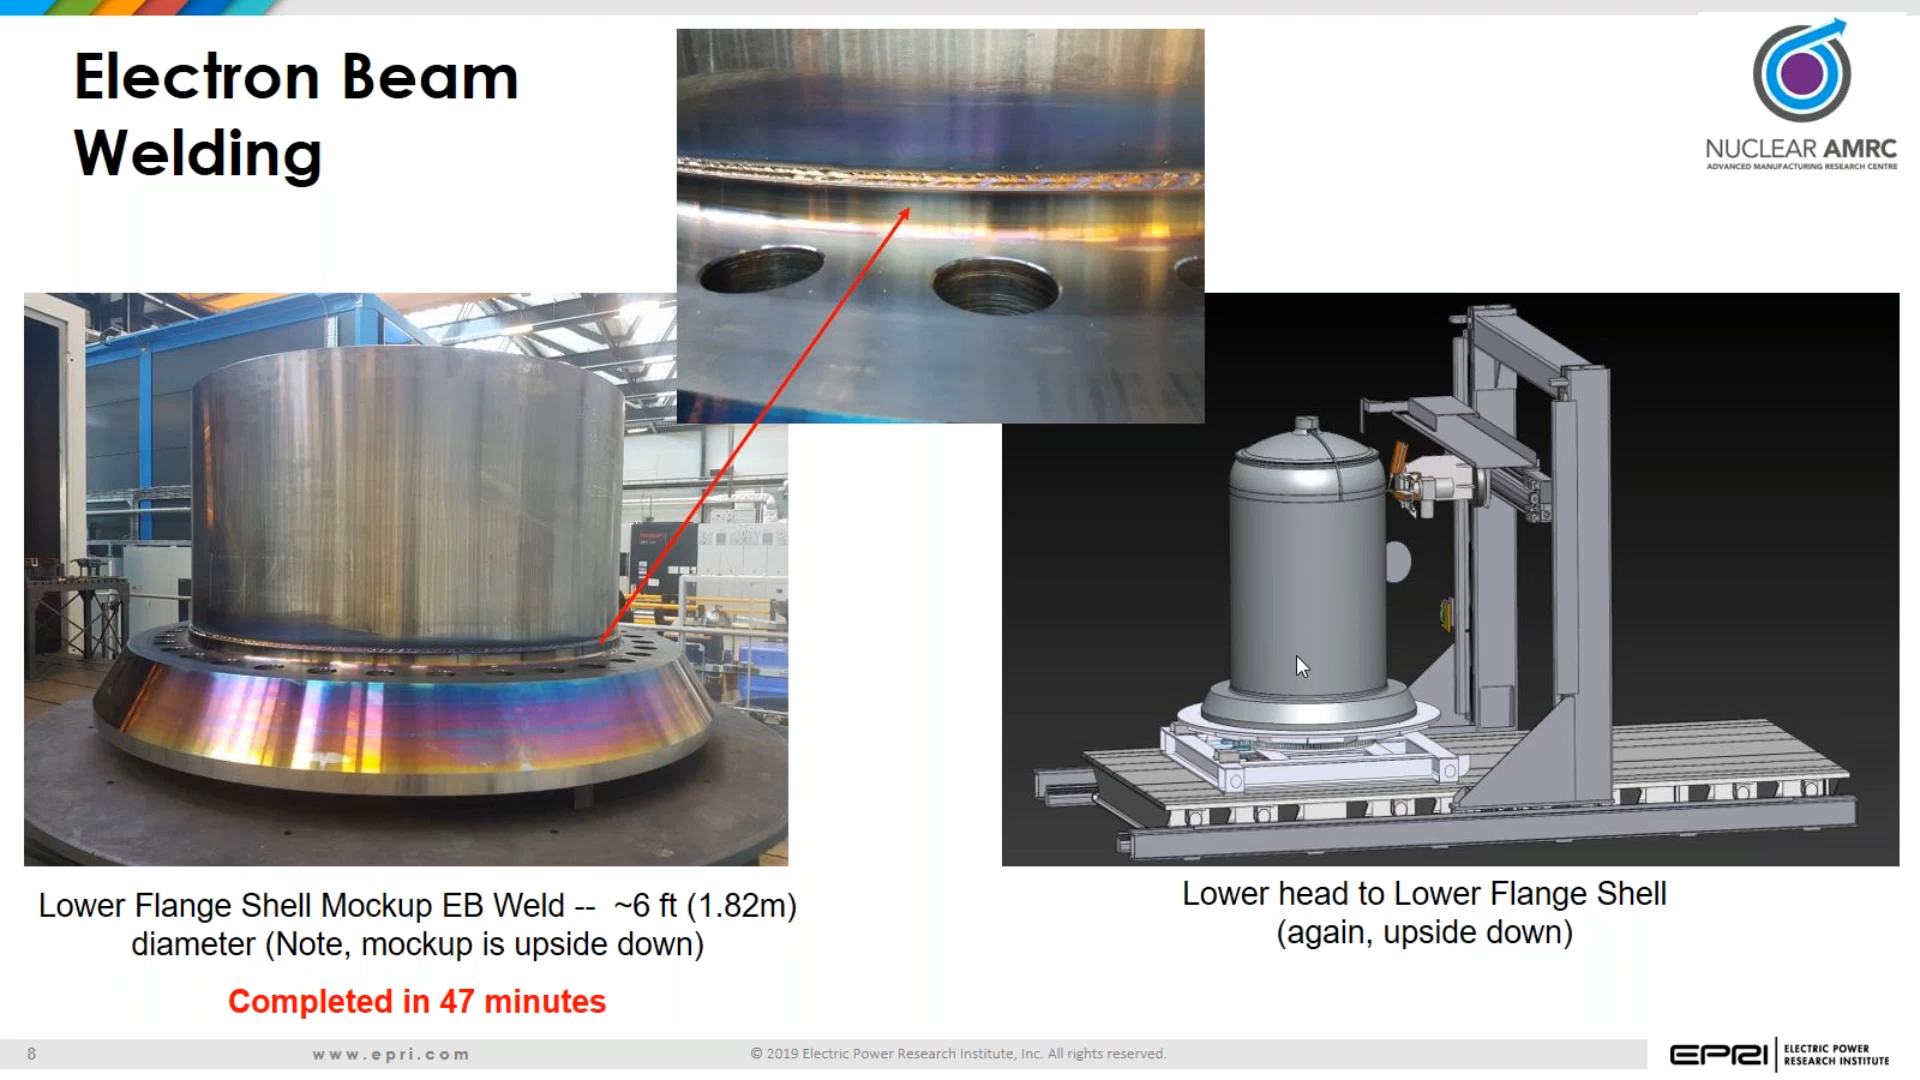 Electron Beam
Welding
NUCLEAR AMRC
ADVANCED MANUFACTURING RESEARCH CENTRE
Lower Flange Shell Mockup EB Weld -- ~6 ft (1.82m)
diameter (Note, mockup is upside down)
Completed in 47 minutes
Lower head to Lower Flange Shell
(again, upside down)
8
www.epri.com
© 2019 Electric Power Research Institute, Inc. All rights reserved.
EPRI
ELECTRIC POWER
RESEARCH INSTITUTE